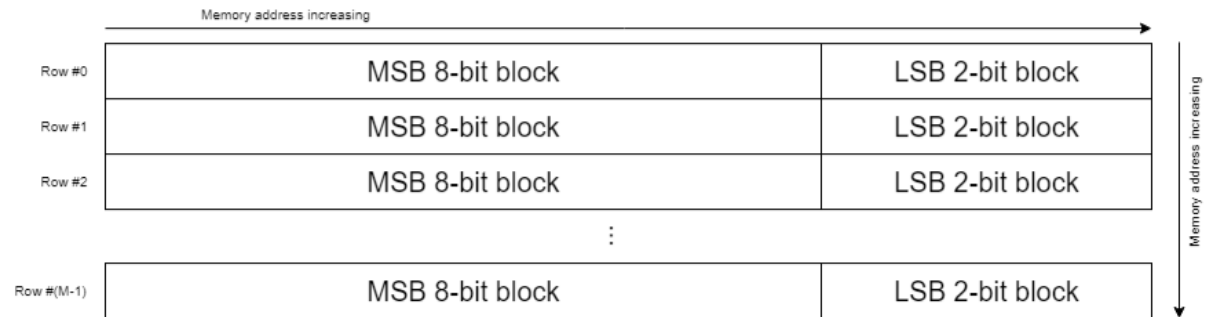 Memory address increasing
Row #0 MSB 8-bit block LSB 2-bit block
Row #1 MSB 8-bit block LSB 2-bit block
Row #2 MSB 8-bit block LSB 2-bit block
⋮
Row #(M-1) MSB 8-bit block LSB 2-bit block
Memory address increasing